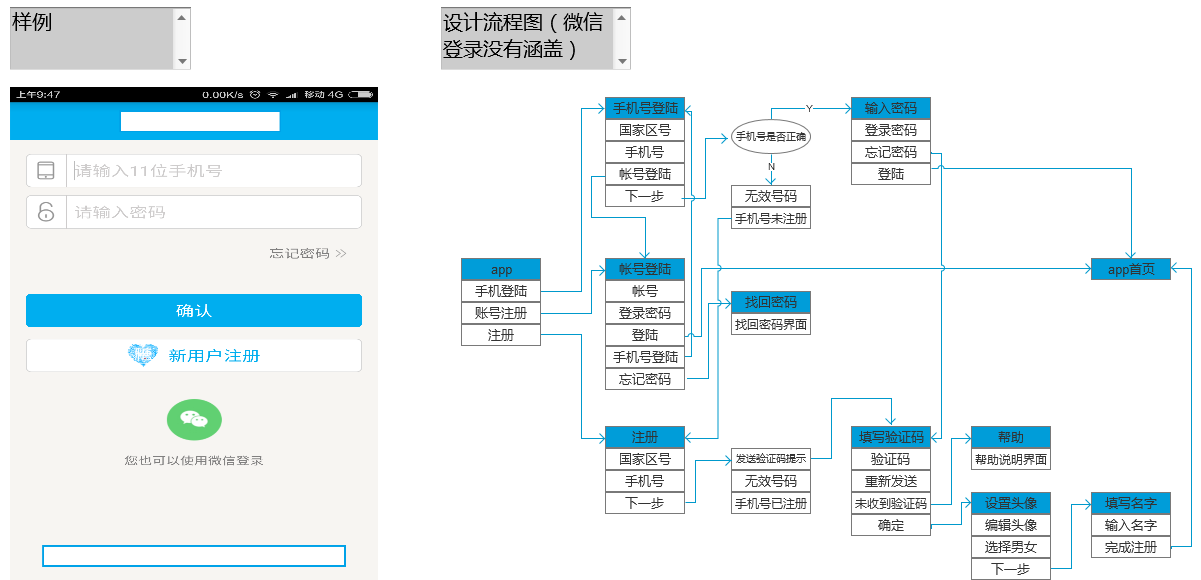 样例
设计流程图（微信
登录没有涵盖）
上午9:47
0.00K/s
移动 4G
请输入11位手机号
请输入密码
忘记密码 >>
确认
新用户注册
您也可以使用微信登录
app
手机登陆
账号注册
注册
手机号登陆
国家区号
手机号
帐号登陆
下一步
手机号是否正确
Y
N
无效号码
手机号未注册
输入密码
登录密码
忘记密码
登陆
帐号登陆
帐号
登录密码
登陆
手机号登陆
忘记密码
找回密码
找回密码界面
app首页
注册
国家区号
手机号
下一步
发送验证码提示
无效号码
手机号已注册
填写验证码
验证码
重新发送
未收到验证码
确定
帮助
帮助说明界面
设置头像
编辑头像
选择男女
下一步
填写名字
输入名字
完成注册